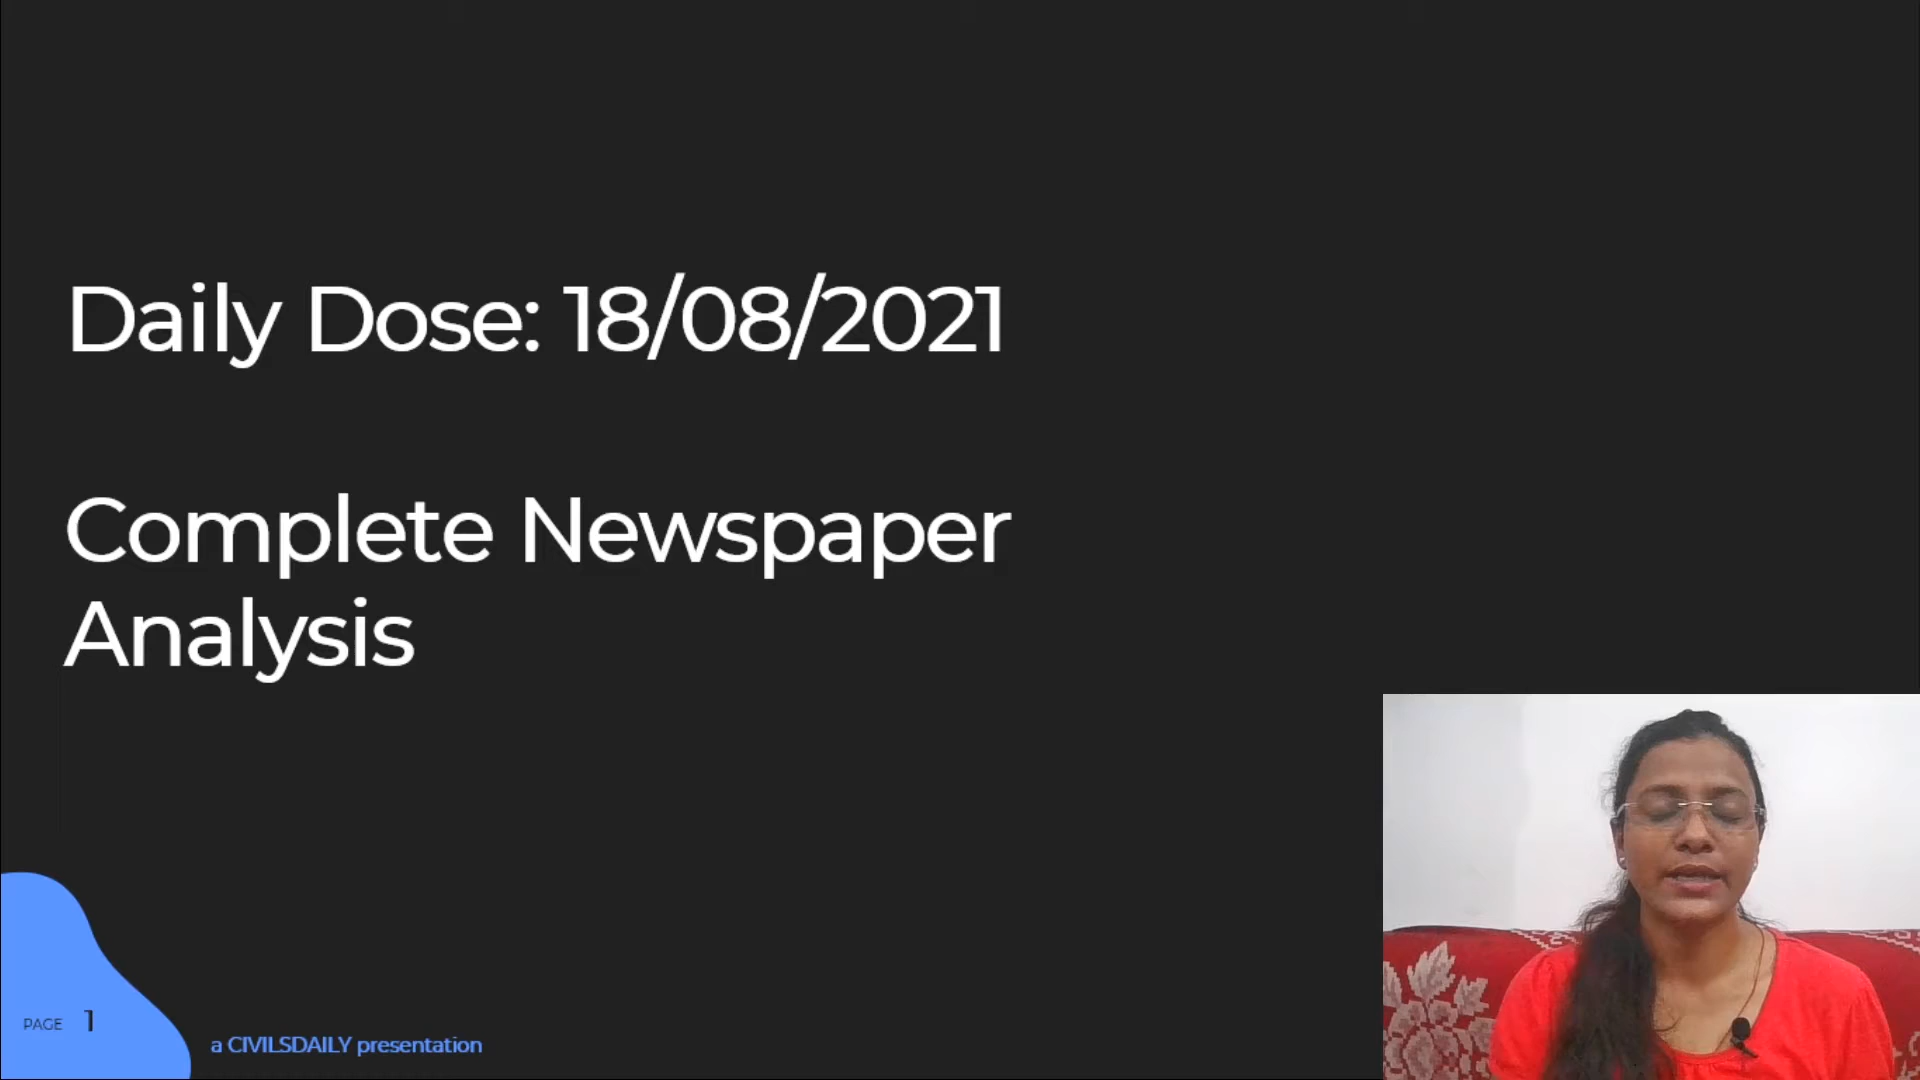 Daily Dose: 18/08/2021
Complete Newspaper
Analysis
PAGE 1
a CIVILSDAILY presentation